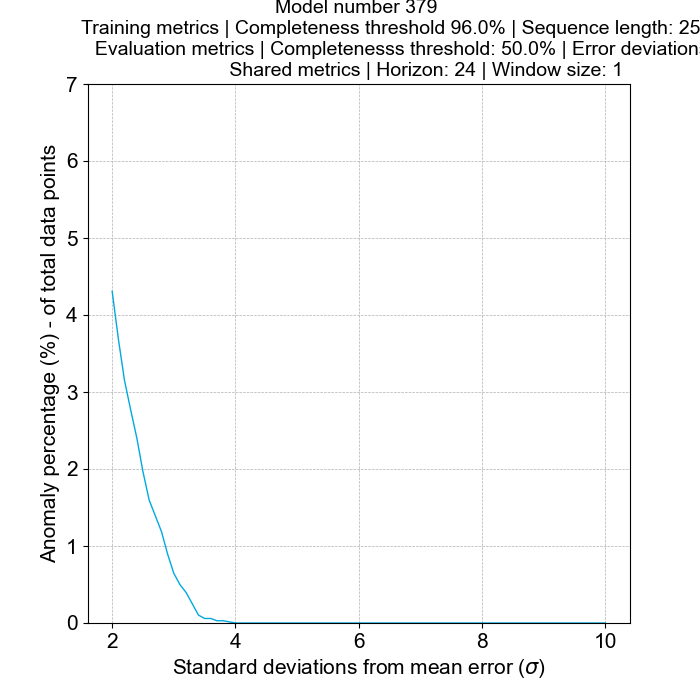 Model number 379
Training metrics | Completeness threshold 96.0% | Sequence length: 25
Evaluation metrics | Completenesss threshold: 50.0% | Error deviation
Shared metrics | Horizon: 24 | Window size: 1
7
6
5
4
3
2
1
0
Anomaly percentage (%) - of total data points
2 4 6 8 10
Standard deviations from mean error (σ)